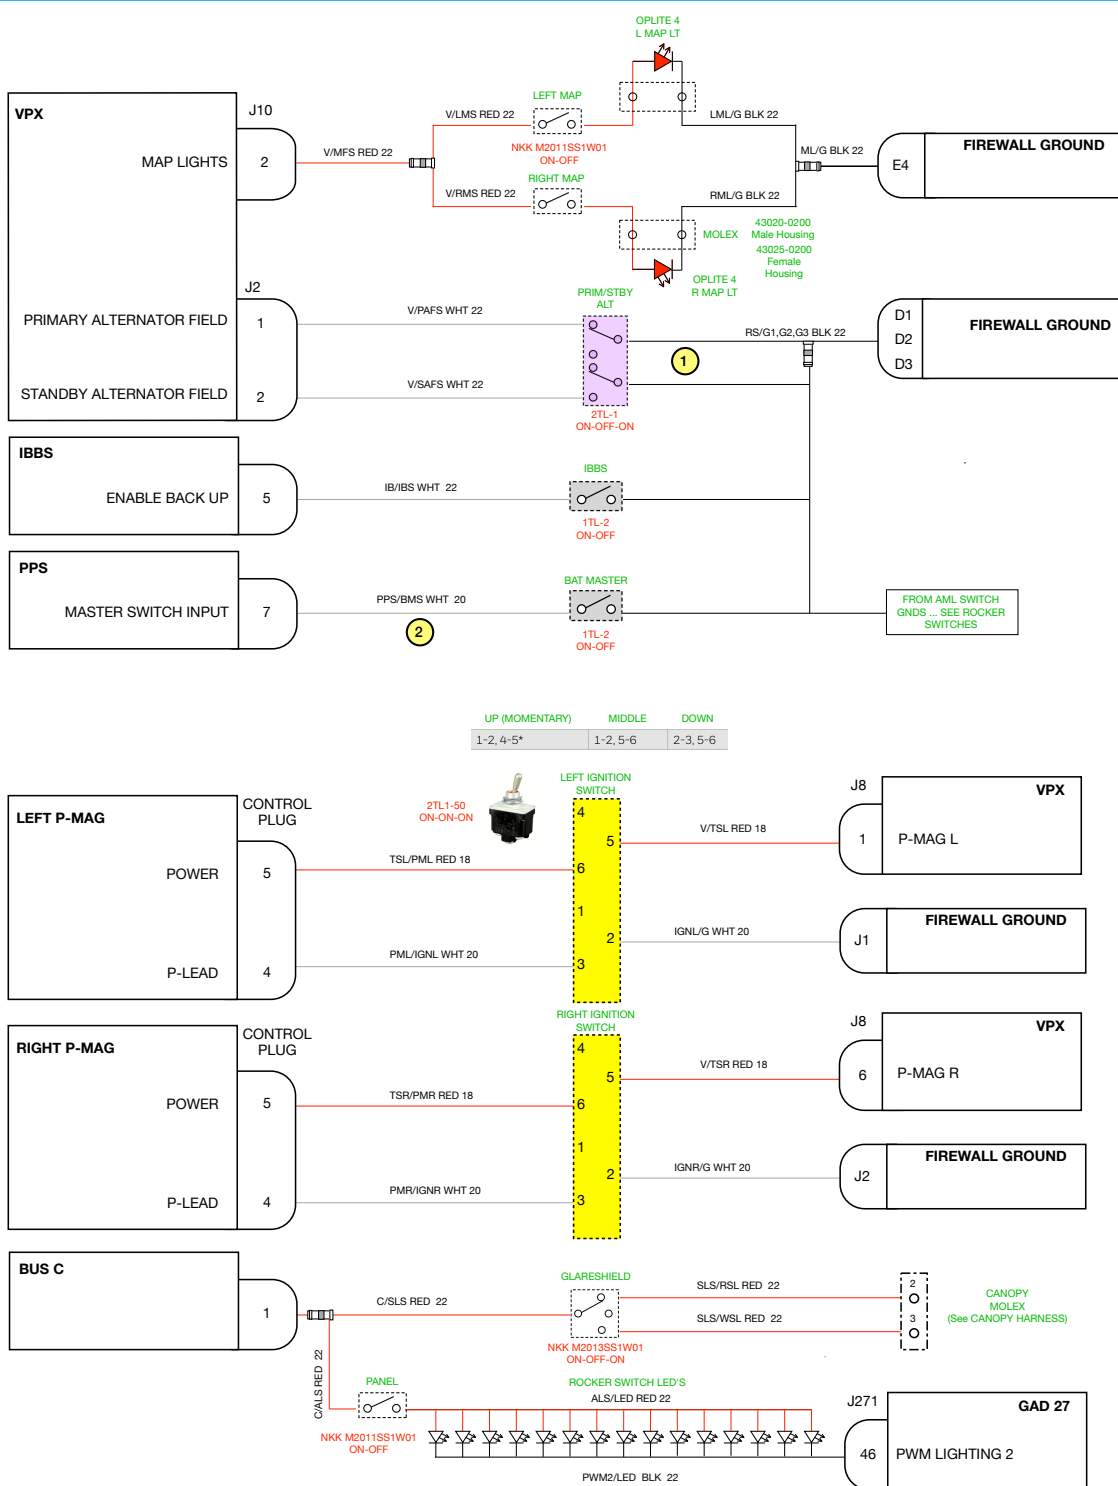 OPLITE 4
L MAP LT
VPX
J10
LEFT MAP
V/LMS RED 22
LML/G BLK 22
MAP LIGHTS
2
V/MFS RED 22
NKK M2011SS1W01
ON-OFF
ML/G BLK 22
E4
FIREWALL GROUND
RIGHT MAP
V/RMS RED 22
RML/G BLK 22
MOLEX
43020-0200
Male Housing
43025-0200
Female
Housing
OPLITE 4
R MAP LT
J2
PRIM/STBY
ALT
PRIMARY ALTERNATOR FIELD
1
V/PAFS WHT 22
RS/G1,G2,G3 BLK 22
D1
D2
D3
FIREWALL GROUND
1
STANDBY ALTERNATOR FIELD
2
V/SAFS WHT 22
2TL-1
ON-OFF-ON
IBBS
IBBS
ENABLE BACK UP
5
IB/IBS WHT 22
1TL-2
ON-OFF
PPS
BAT MASTER
MASTER SWITCH INPUT
7
PPS/BMS WHT 20
2
1TL-2
ON-OFF
FROM AML SWITCH
GNDS ... SEE ROCKER
SWITCHES
UP (MOMENTARY) MIDDLE DOWN
1-2, 4-5* 1-2, 5-6 2-3, 5-6
LEFT IGNITION
SWITCH
2TL1-50
ON-ON-ON
LEFT P-MAG
CONTROL
PLUG
4
5
6
1
2
3
J8
VPX
V/TSL RED 18
1
P-MAG L
POWER
5
TSL/PML RED 18
IGNL/G WHT 20
J1
FIREWALL GROUND
P-LEAD
4
PML/IGNL WHT 20
RIGHT IGNITION
SWITCH
RIGHT P-MAG
CONTROL
PLUG
4
5
6
1
2
3
J8
VPX
V/TSR RED 18
6
P-MAG R
POWER
5
TSR/PMR RED 18
IGNR/G WHT 20
J2
FIREWALL GROUND
P-LEAD
4
PMR/IGNR WHT 20
BUS C
1
C/SLS RED 22
GLARESHIELD
NKK M2013SS1W01
ON-OFF-ON
SLS/RSL RED 22
SLS/WSL RED 22
2
3
CANOPY
MOLEX
(See CANOPY HARNESS)
C/ALS RED 22
PANEL
NKK M2011SS1W01
ON-OFF
ROCKER SWITCH LED'S
ALS/LED RED 22
PWM2/LED BLK 22
J271
GAD 27
46
PWM LIGHTING 2